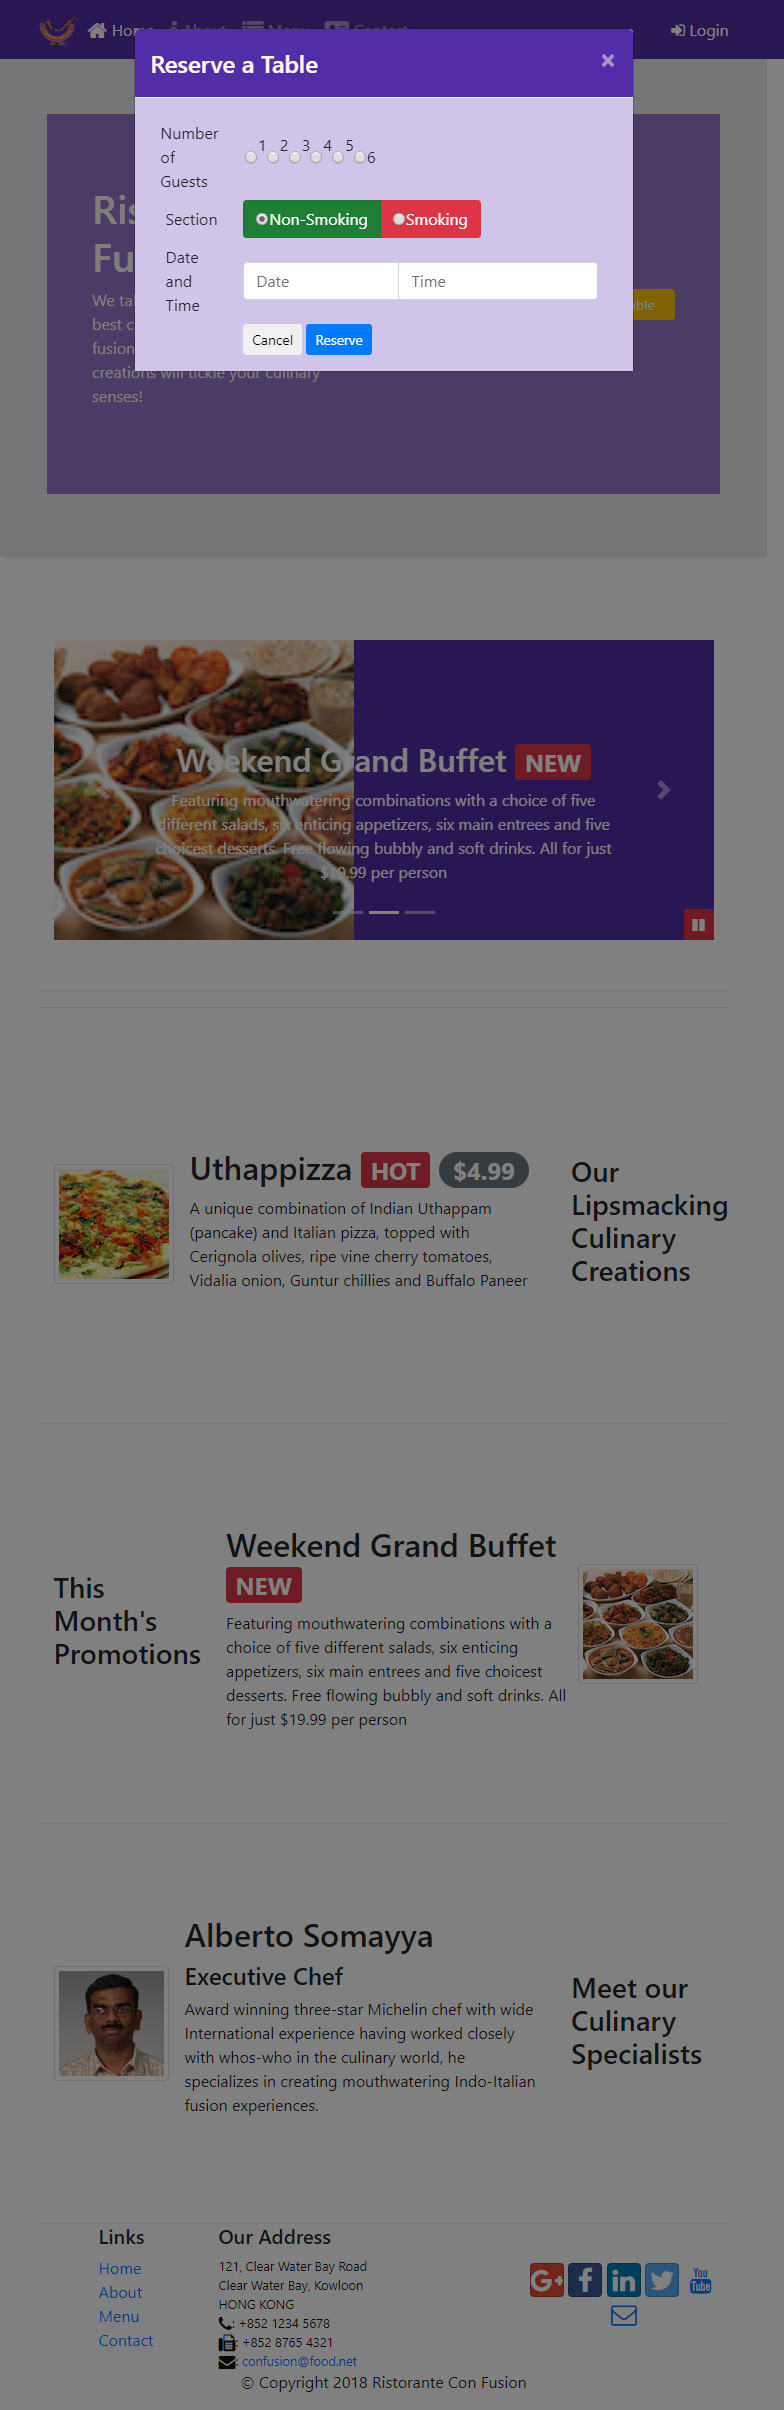 Home About Menu Contact Login
Reserve a Table ×
Number
of
Guests
1 2 3 4 5 6
Section Non-Smoking Smoking
Date
and
Time
Date Time
Cancel Reserve
We
best
fusion
creations will tickle your culinary
senses!
Weekend Grand Buffet NEW
Featuring mouthwatering combinations with a choice of five
different salads, six enticing appetizers, six main entrees and five
choicest desserts. Free flowing bubbly and soft drinks. All for just
$19.99 per person
Uthappizza HOT $4.99
A unique combination of Indian Uthappam
(pancake) and Italian pizza, topped with
Cerignola olives, ripe vine cherry tomatoes,
Vidalia onion, Guntur chillies and Buffalo Paneer
Our
Lipsmacking
Culinary
Creations
This
Month's
Promotions
Weekend Grand Buffet
NEW
Featuring mouthwatering combinations with a
choice of five different salads, six enticing
appetizers, six main entrees and five choicest
desserts. Free flowing bubbly and soft drinks. All
for just $19.99 per person
Alberto Somayya
Executive Chef
Award winning three-star Michelin chef with wide
International experience having worked closely
with whos-who in the culinary world, he
specializes in creating mouthwatering Indo-Italian
fusion experiences.
Meet our
Culinary
Specialists
Links
Home
About
Menu
Contact
Our Address
121, Clear Water Bay Road
Clear Water Bay, Kowloon
HONG KONG
: +852 1234 5678
: +852 8765 4321
: confusion@food.net
G+ f in You Tube
© Copyright 2018 Ristorante Con Fusion